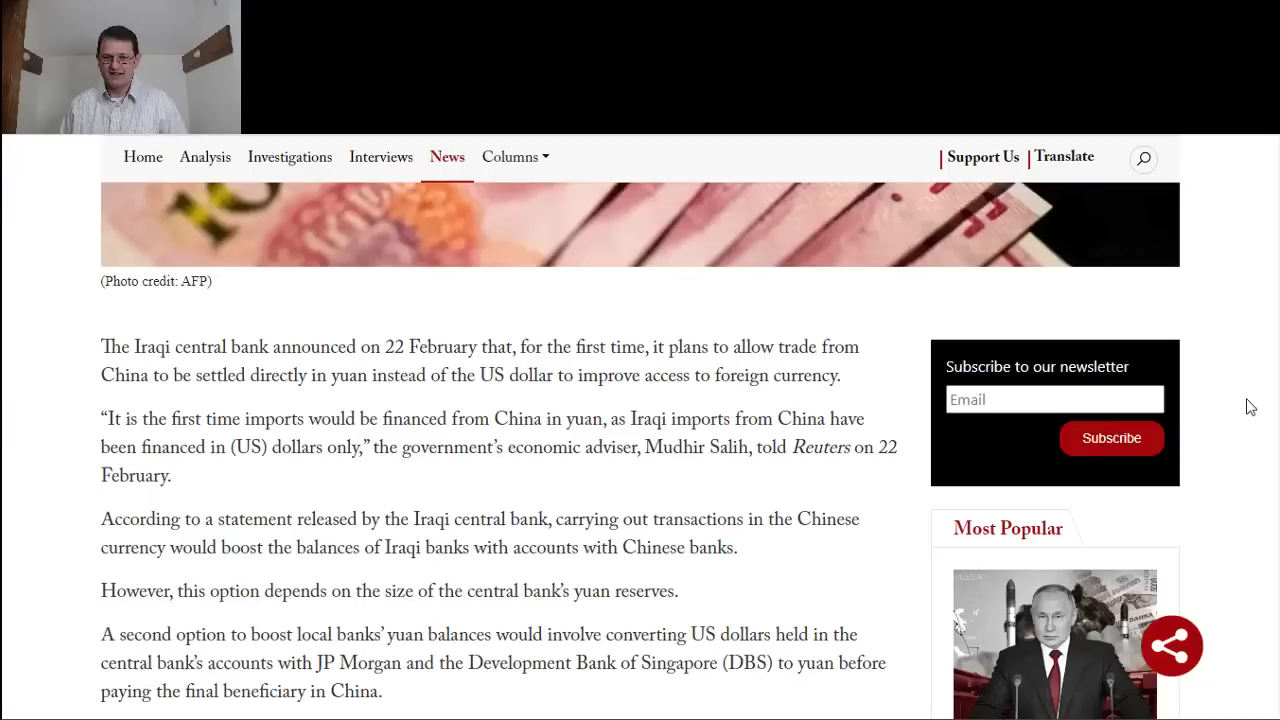 Home Analysis Investigations Interviews News Columns Support Us Translate
(Photo credit: AFP)
The Iraqi central bank announced on 22 February that, for the first time, it plans to allow trade from
China to be settled directly in yuan instead of the US dollar to improve access to foreign currency.
“It is the first time imports would be financed from China in yuan, as Iraqi imports from China have
been financed in (US) dollars only,” the government’s economic adviser, Mudhir Salih, told Reuters on 22
February.
According to a statement released by the Iraqi central bank, carrying out transactions in the Chinese
currency would boost the balances of Iraqi banks with accounts with Chinese banks.
However, this option depends on the size of the central bank’s yuan reserves.
A second option to boost local banks’ yuan balances would involve converting US dollars held in the
central bank’s accounts with JP Morgan and the Development Bank of Singapore (DBS) to yuan before
paying the final beneficiary in China.
Subscribe to our newsletter
Email
Subscribe
Most Popular